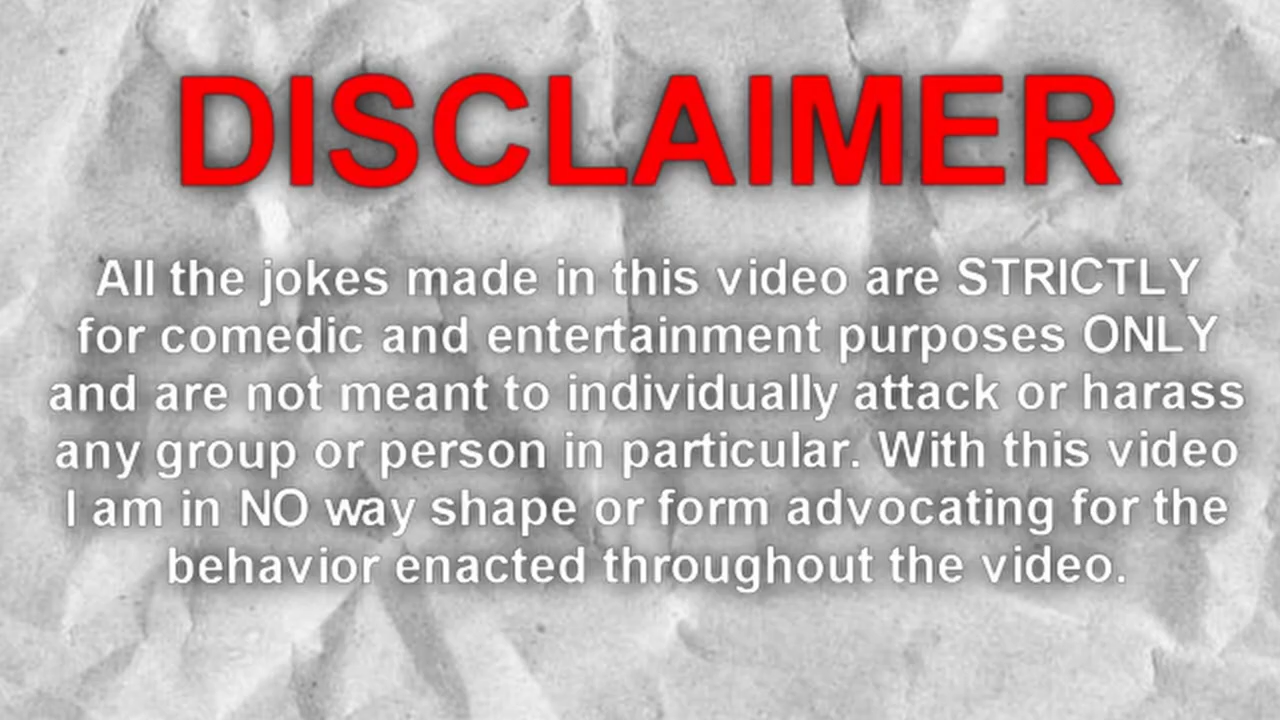 DISCLAIMER
All the jokes made in this video are STRICTLY
for comedic and entertainment purposes ONLY
and are not meant to individually attack or harass
any group or person in particular. With this video
I am in NO way shape or form advocating for the
behavior enacted throughout the video.